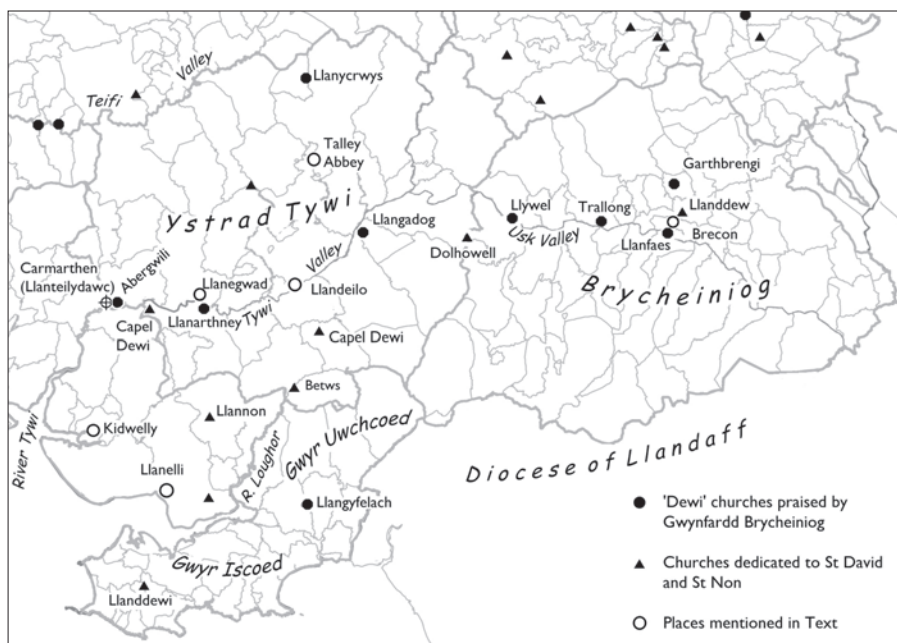 Teifi
Valley
Llanycrwys
Talley
Abbey
Garthbrengi
Ystrad Tywi
Llangadog
Llywel
Trallong
Llanddew
Usk Valley
Brecon
Llanfaes
Dolhowell
Valley
Carmarthen
(Llanteilydawc)
Abergwili
Llanegwad
Llandeilo
Brycheiniog
Llanarthney
Tywi
Capel
Dewi
Capel Dewi
Betws
River Tywi
Kidwelly
Llannon
Gwyr Uwchcoed
R. Loughor
Diocese of Llandaff
Llanelli
Llangyfelach
Gwyr Iscoed
Llanddewi
'Dewi' churches praised by
Gwynfardd Brycheiniog
Churches dedicated to St David
and St Non
Places mentioned in Text